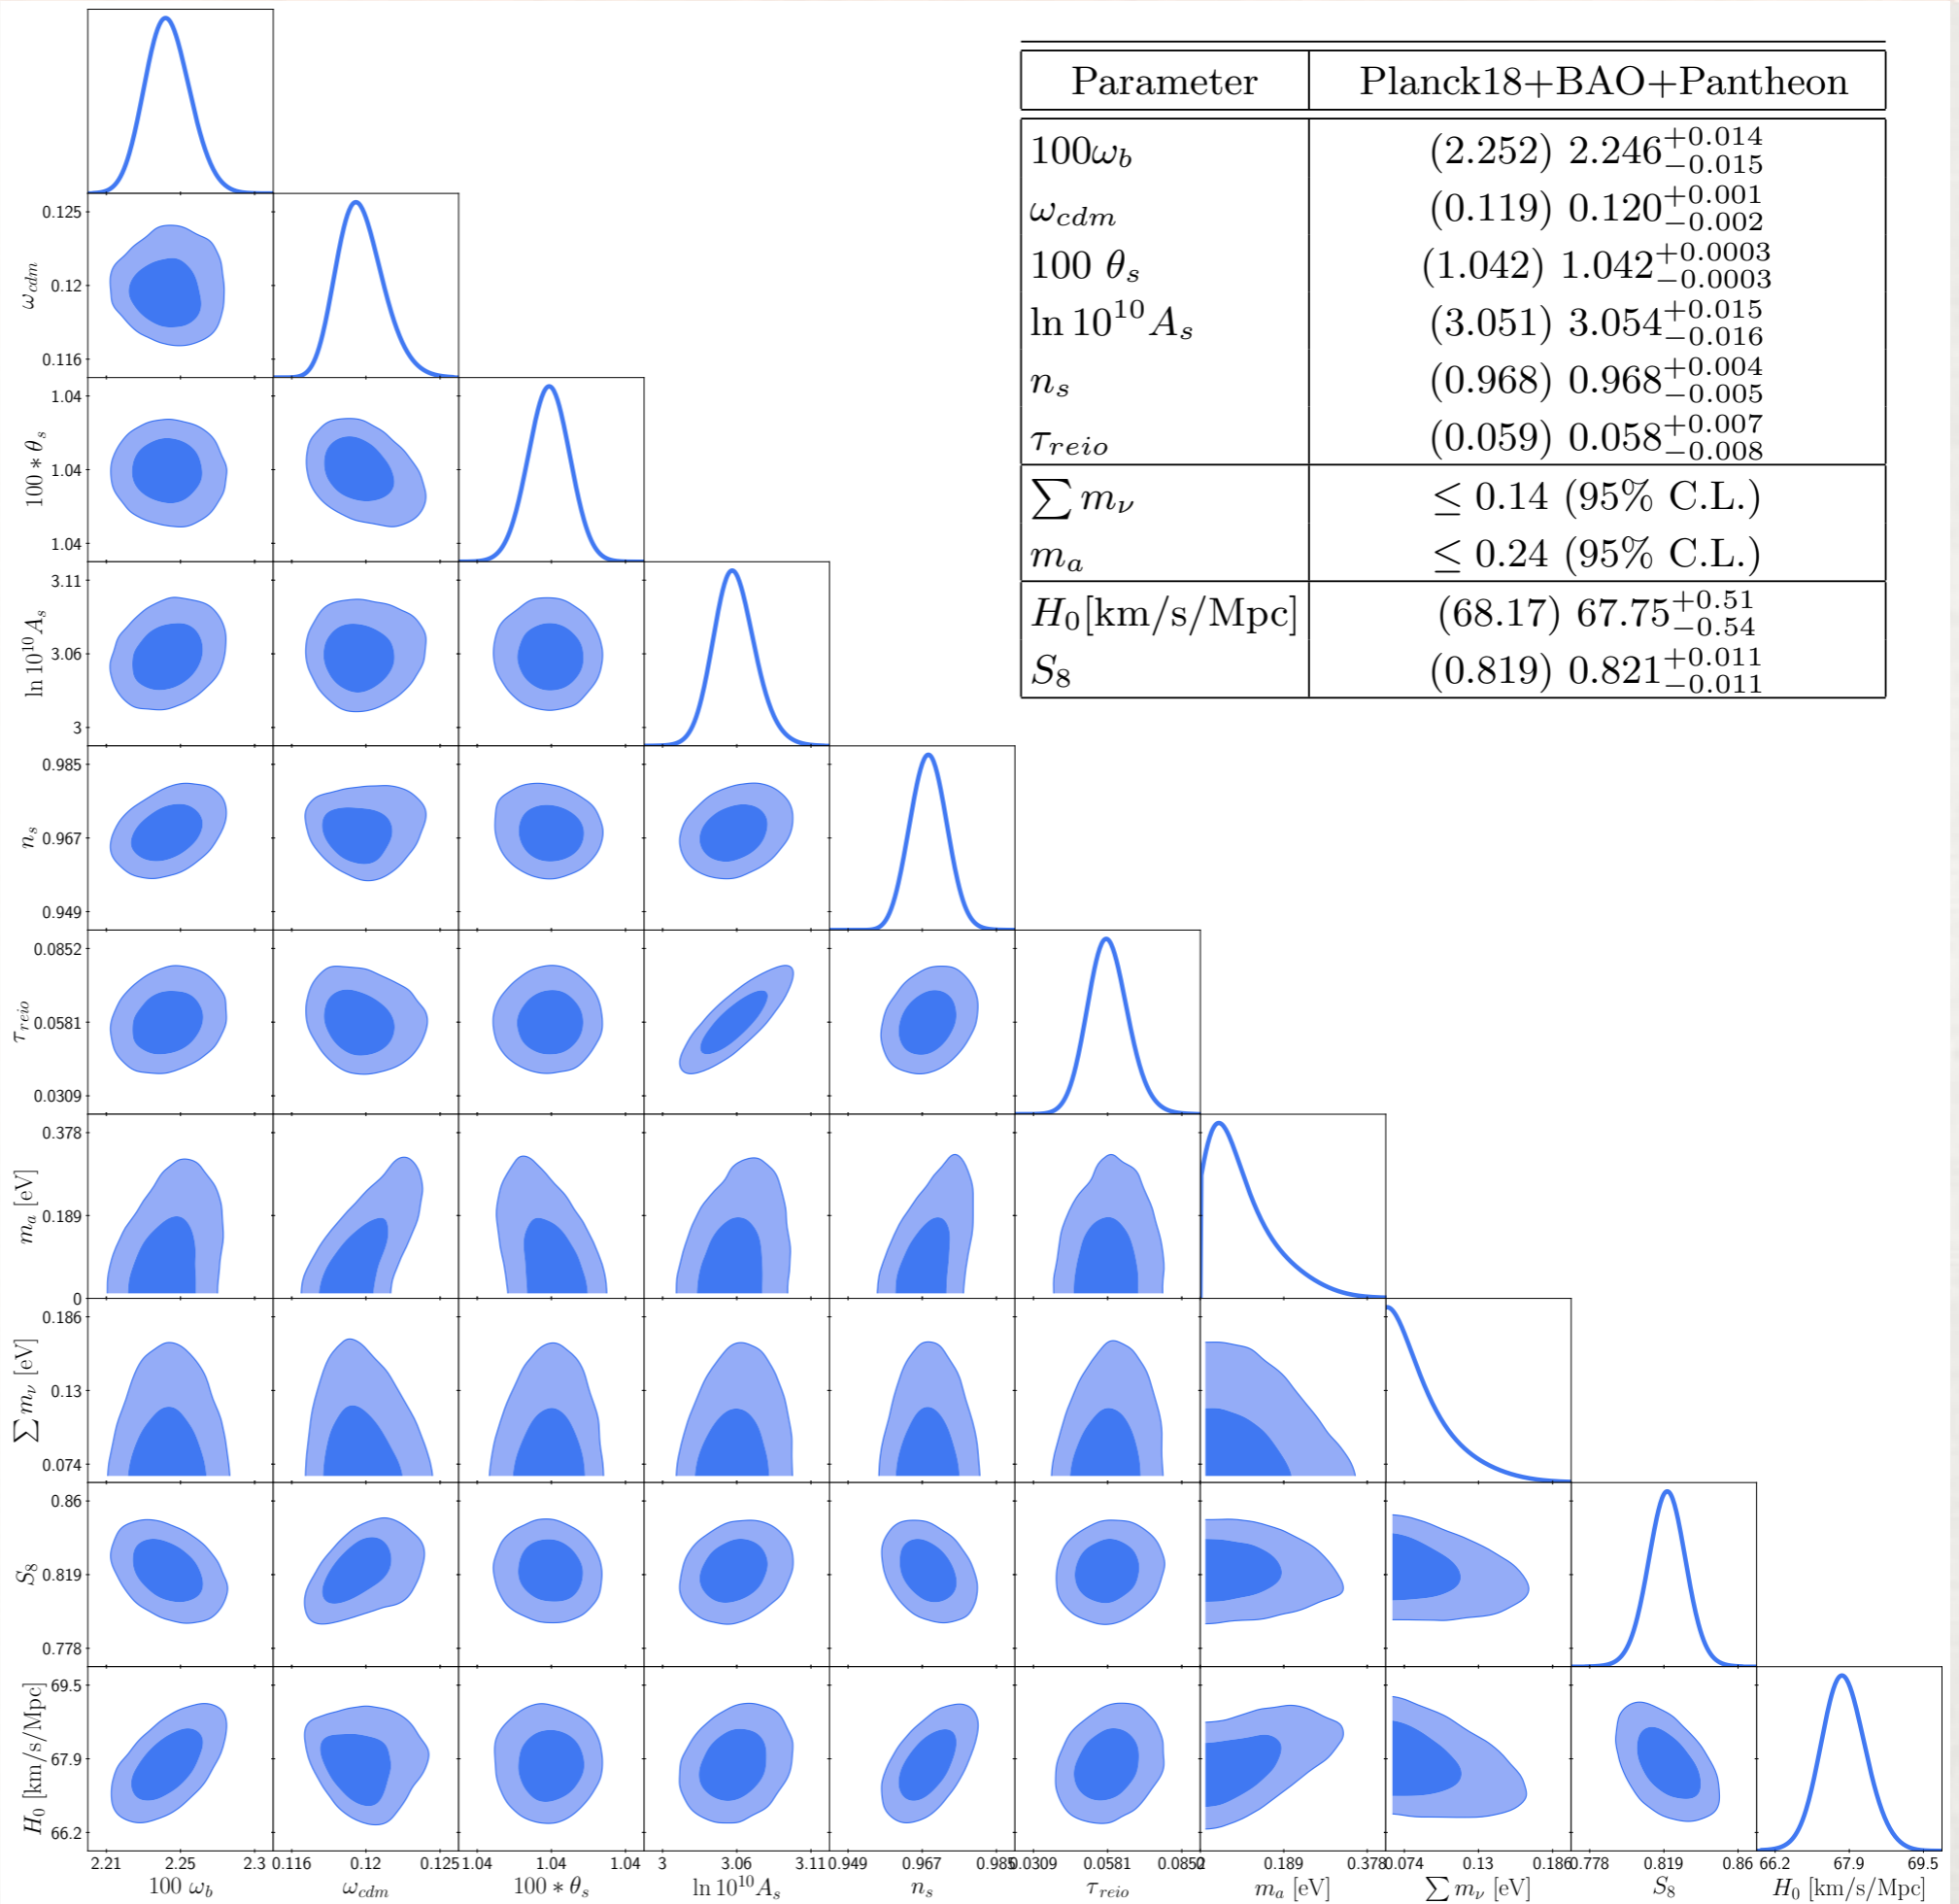 Parameter Planck18+BAO+Pantheon
100ω_b (2.252) 2.246^{+0.014}_{-0.015}
ω_{cdm} (0.119) 0.120^{+0.001}_{-0.002}
100 θ_s (1.042) 1.042^{+0.0003}_{-0.0003}
ln 10^{10}A_s (3.051) 3.054^{+0.015}_{-0.016}
n_s (0.968) 0.968^{+0.004}_{-0.005}
τ_{reio} (0.059) 0.058^{+0.007}_{-0.008}
∑ m_ν ≤ 0.14 (95% C.L.)
m_a ≤ 0.24 (95% C.L.)
H_0[km/s/Mpc] (68.17) 67.75^{+0.51}_{-0.54}
S_8 (0.819) 0.821^{+0.011}_{-0.011}
ω_{cdm}
0.125
0.12
0.116
100 ∗ θ_s
1.04
1.04
1.04
ln 10^{10}A_s
3.11
3.06
3
n_s
0.985
0.967
0.949
τ_{reio}
0.0852
0.0581
0.0309
m_a [eV]
0.378
0.189
0
∑ m_ν [eV]
0.186
0.13
0.074
S_8
0.86
0.819
0.778
H_0 [km/s/Mpc]
69.5
67.9
66.2
2.21 2.25 2.3 0.116 0.12 0.125 1.04 1.04 1.04 3 3.06 3.11 0.949 0.967 0.985 0.0309 0.0581 0.0852 0.189 0.378 0.074 0.13 0.186 0.778 0.819 0.86 66.2 67.9 69.5
100 ω_b ω_{cdm} 100 ∗ θ_s ln 10^{10}A_s n_s τ_{reio} m_a [eV] ∑ m_ν [eV] S_8 H_0 [km/s/Mpc]